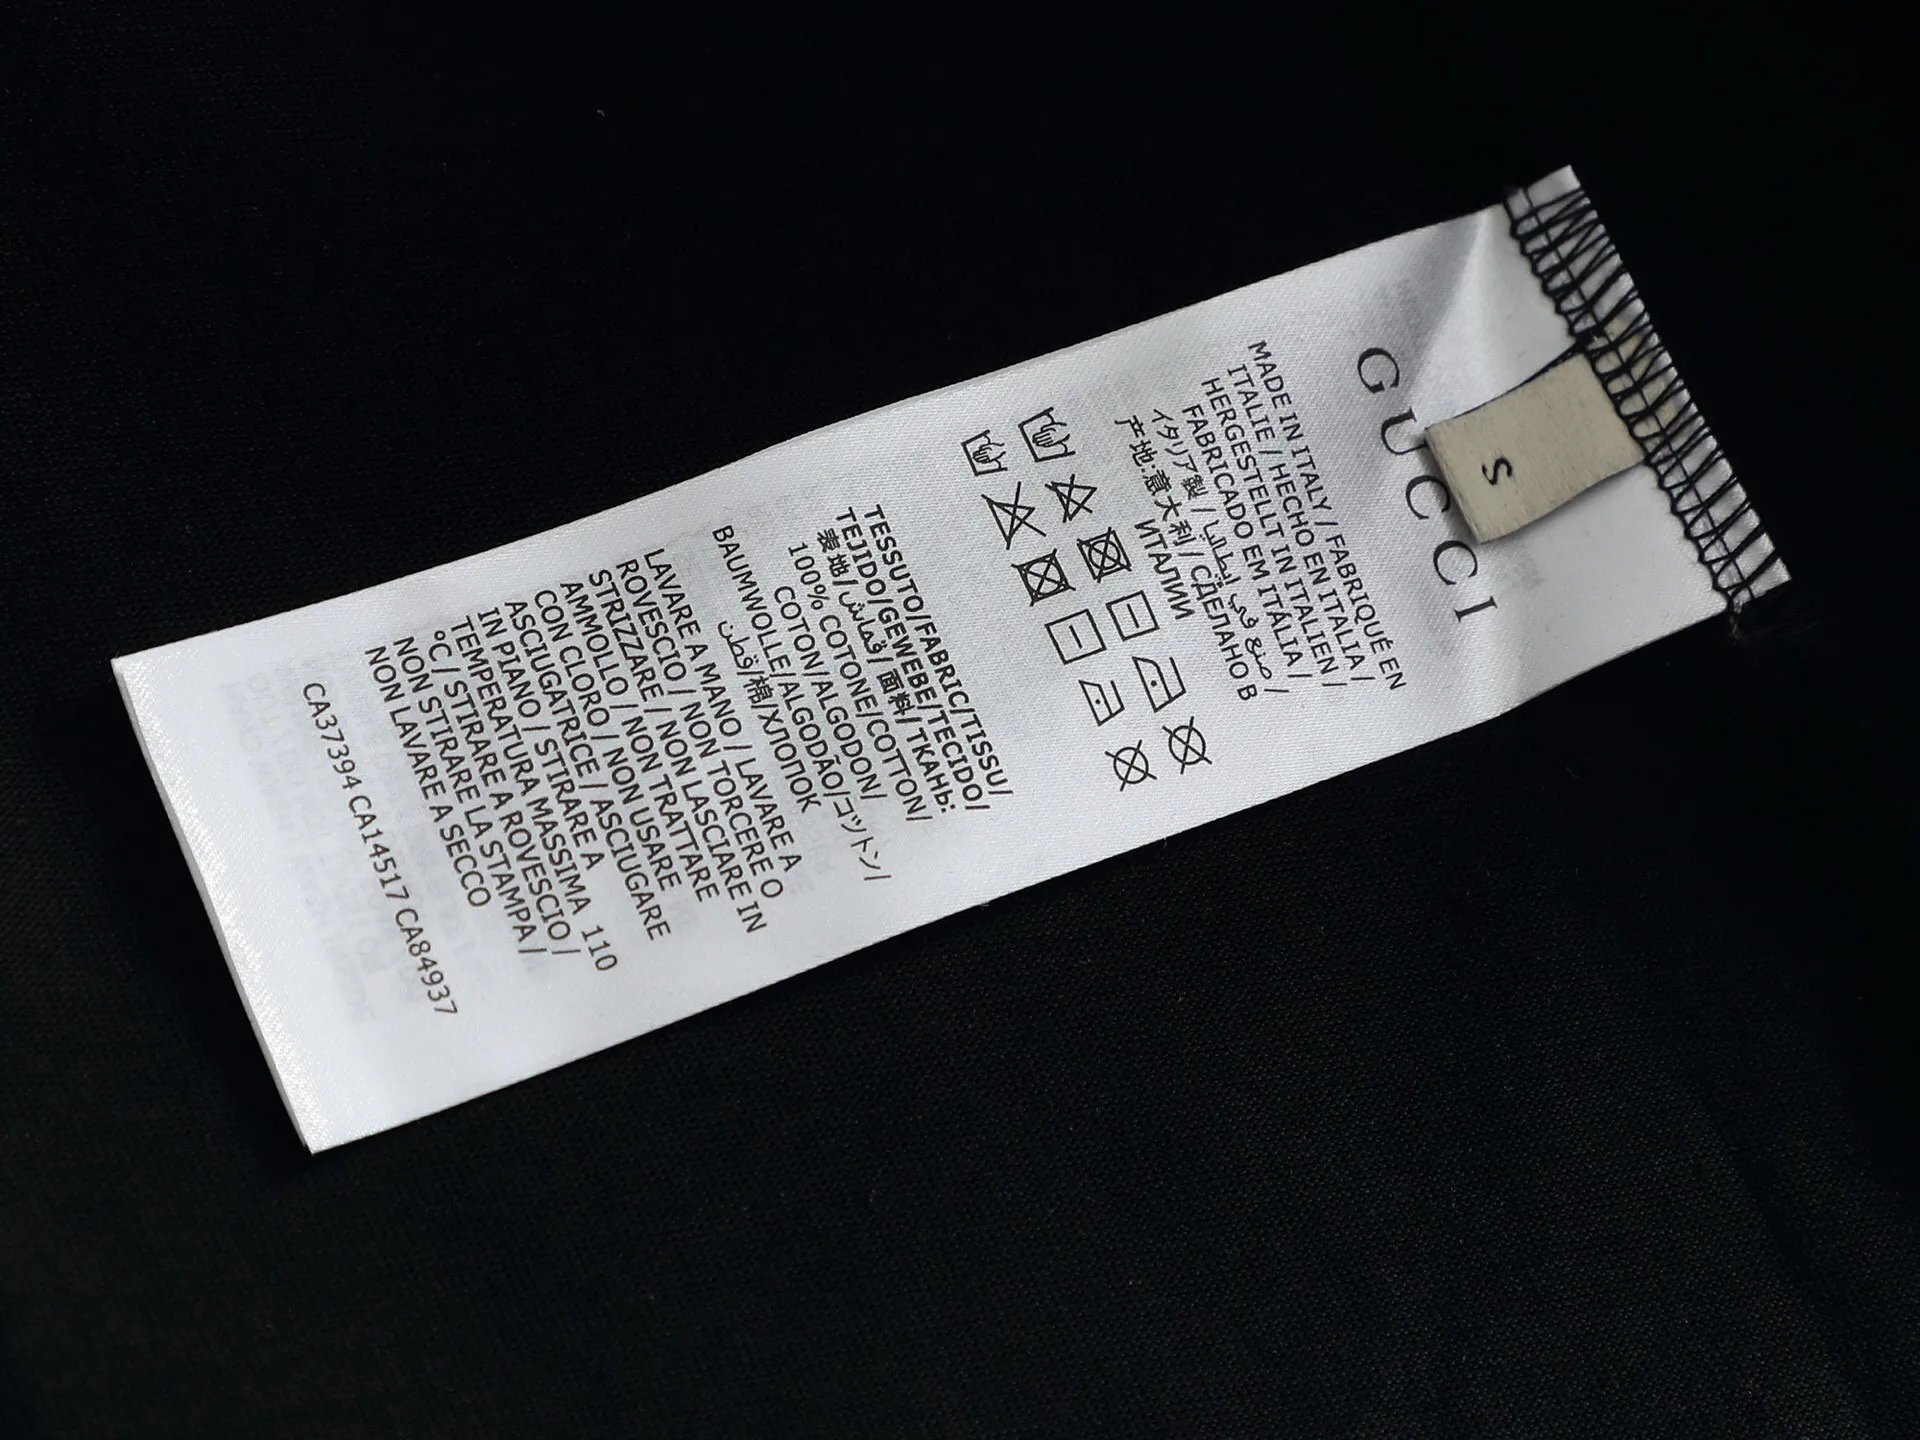 S
GUCCI
MADE IN ITALY / FABRIQUÉ EN
ITALIE / HECHO EN ITALIA /
HERGESTELLT IN ITALIEN /
FABRICADO EM ITÁLIA /
イタリア製 / صنع في إيطاليا /
产地:意大利 / СДЕЛАНО В
ИТАЛИИ
TESSUTO/FABRIC/TISSU/
TEJIDO/GEWEBE/TECIDO/
表地/قماش/面料/ТКАНЬ:
100% COTONE/COTTON/
COTON/ALGODON/
BAUMWOLLE/ALGODÃO/コットン/
قطن/棉/ХЛОПОК
LAVARE A MANO / LAVARE A
ROVESCIO / NON TORCERE O
STRIZZARE / NON LASCIARE IN
AMMOLLO / NON TRATTARE
CON CLORO / NON USARE
ASCIUGATRICE / ASCIUGARE
IN PIANO / STIRARE A
TEMPERATURA MASSIMA 110
°C / STIRARE A ROVESCIO /
NON STIRARE LA STAMPA /
NON LAVARE A SECCO
CA37394 CA14517 CA84937